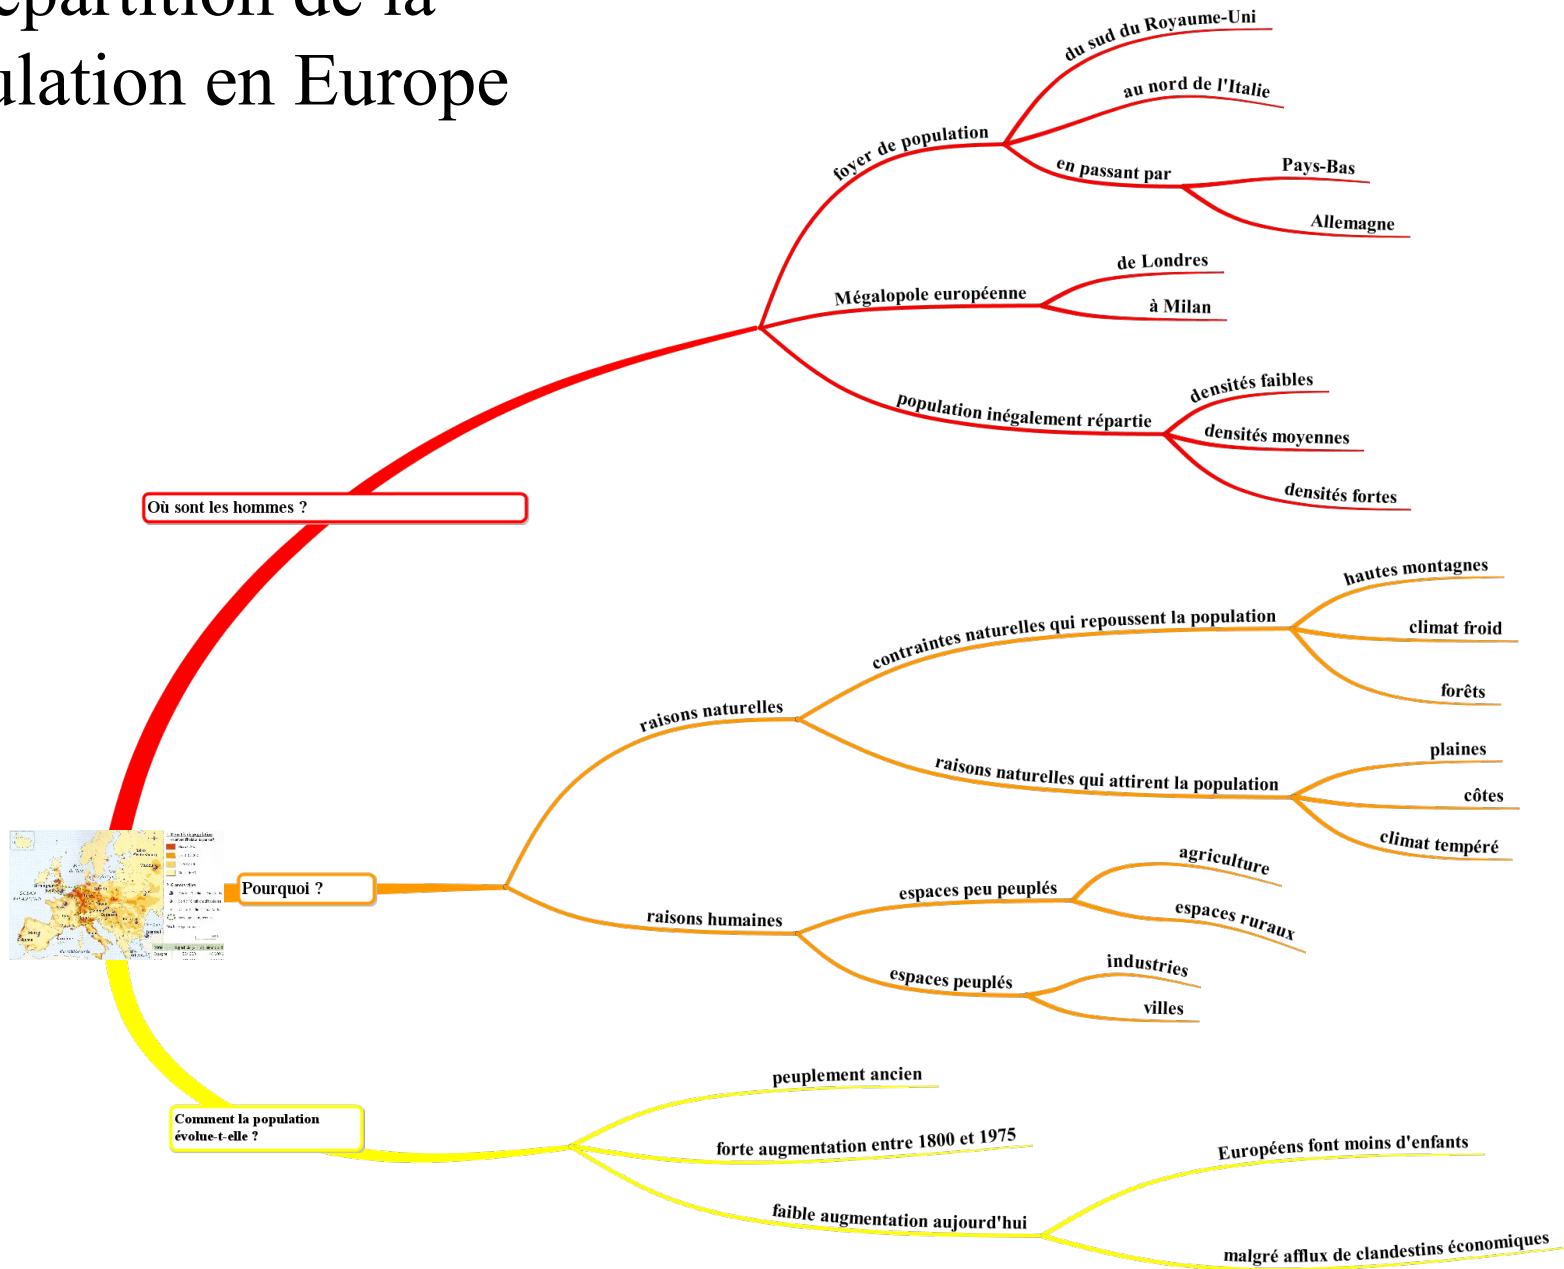 épartition de la
ulation en Europe
du sud du Royaume-Uni
au nord de l'Italie
foyer de population
en passant par
Pays-Bas
Allemagne
de Londres
Mégalopole européenne
à Milan
densités faibles
population inégalement répartie
densités moyennes
densités fortes
Où sont les hommes ?
hautes montagnes
contraintes naturelles qui repoussent la population
climat froid
forêts
raisons naturelles
plaines
raisons naturelles qui attirent la population
côtes
climat tempéré
agriculture
Pourquoi ?
espaces peu peuplés
raisons humaines
espaces ruraux
industries
espaces peuplés
villes
peuplement ancien
Comment la population
évolue-t-elle ?
forte augmentation entre 1800 et 1975
Européens font moins d'enfants
faible augmentation aujourd'hui
malgré afflux de clandestins économiques